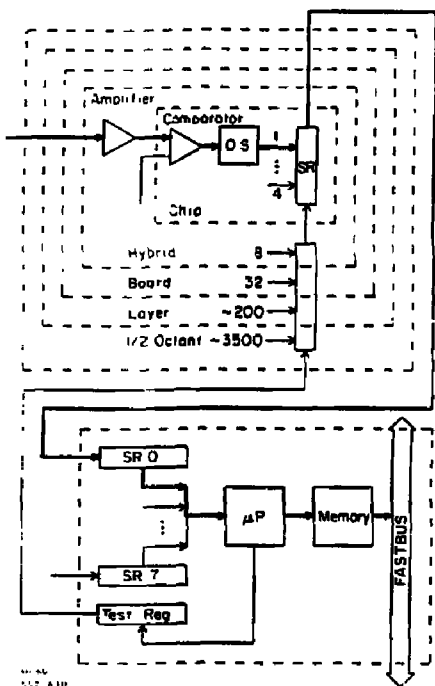 Amplifier
Comparator
OS
1
4
SR
Chip
Hybrid 8
Board 32
Layer ~200
1/2 Octant ~3500
SR 0
μP
Memory
FASTBUS
SR 7
Test Reg